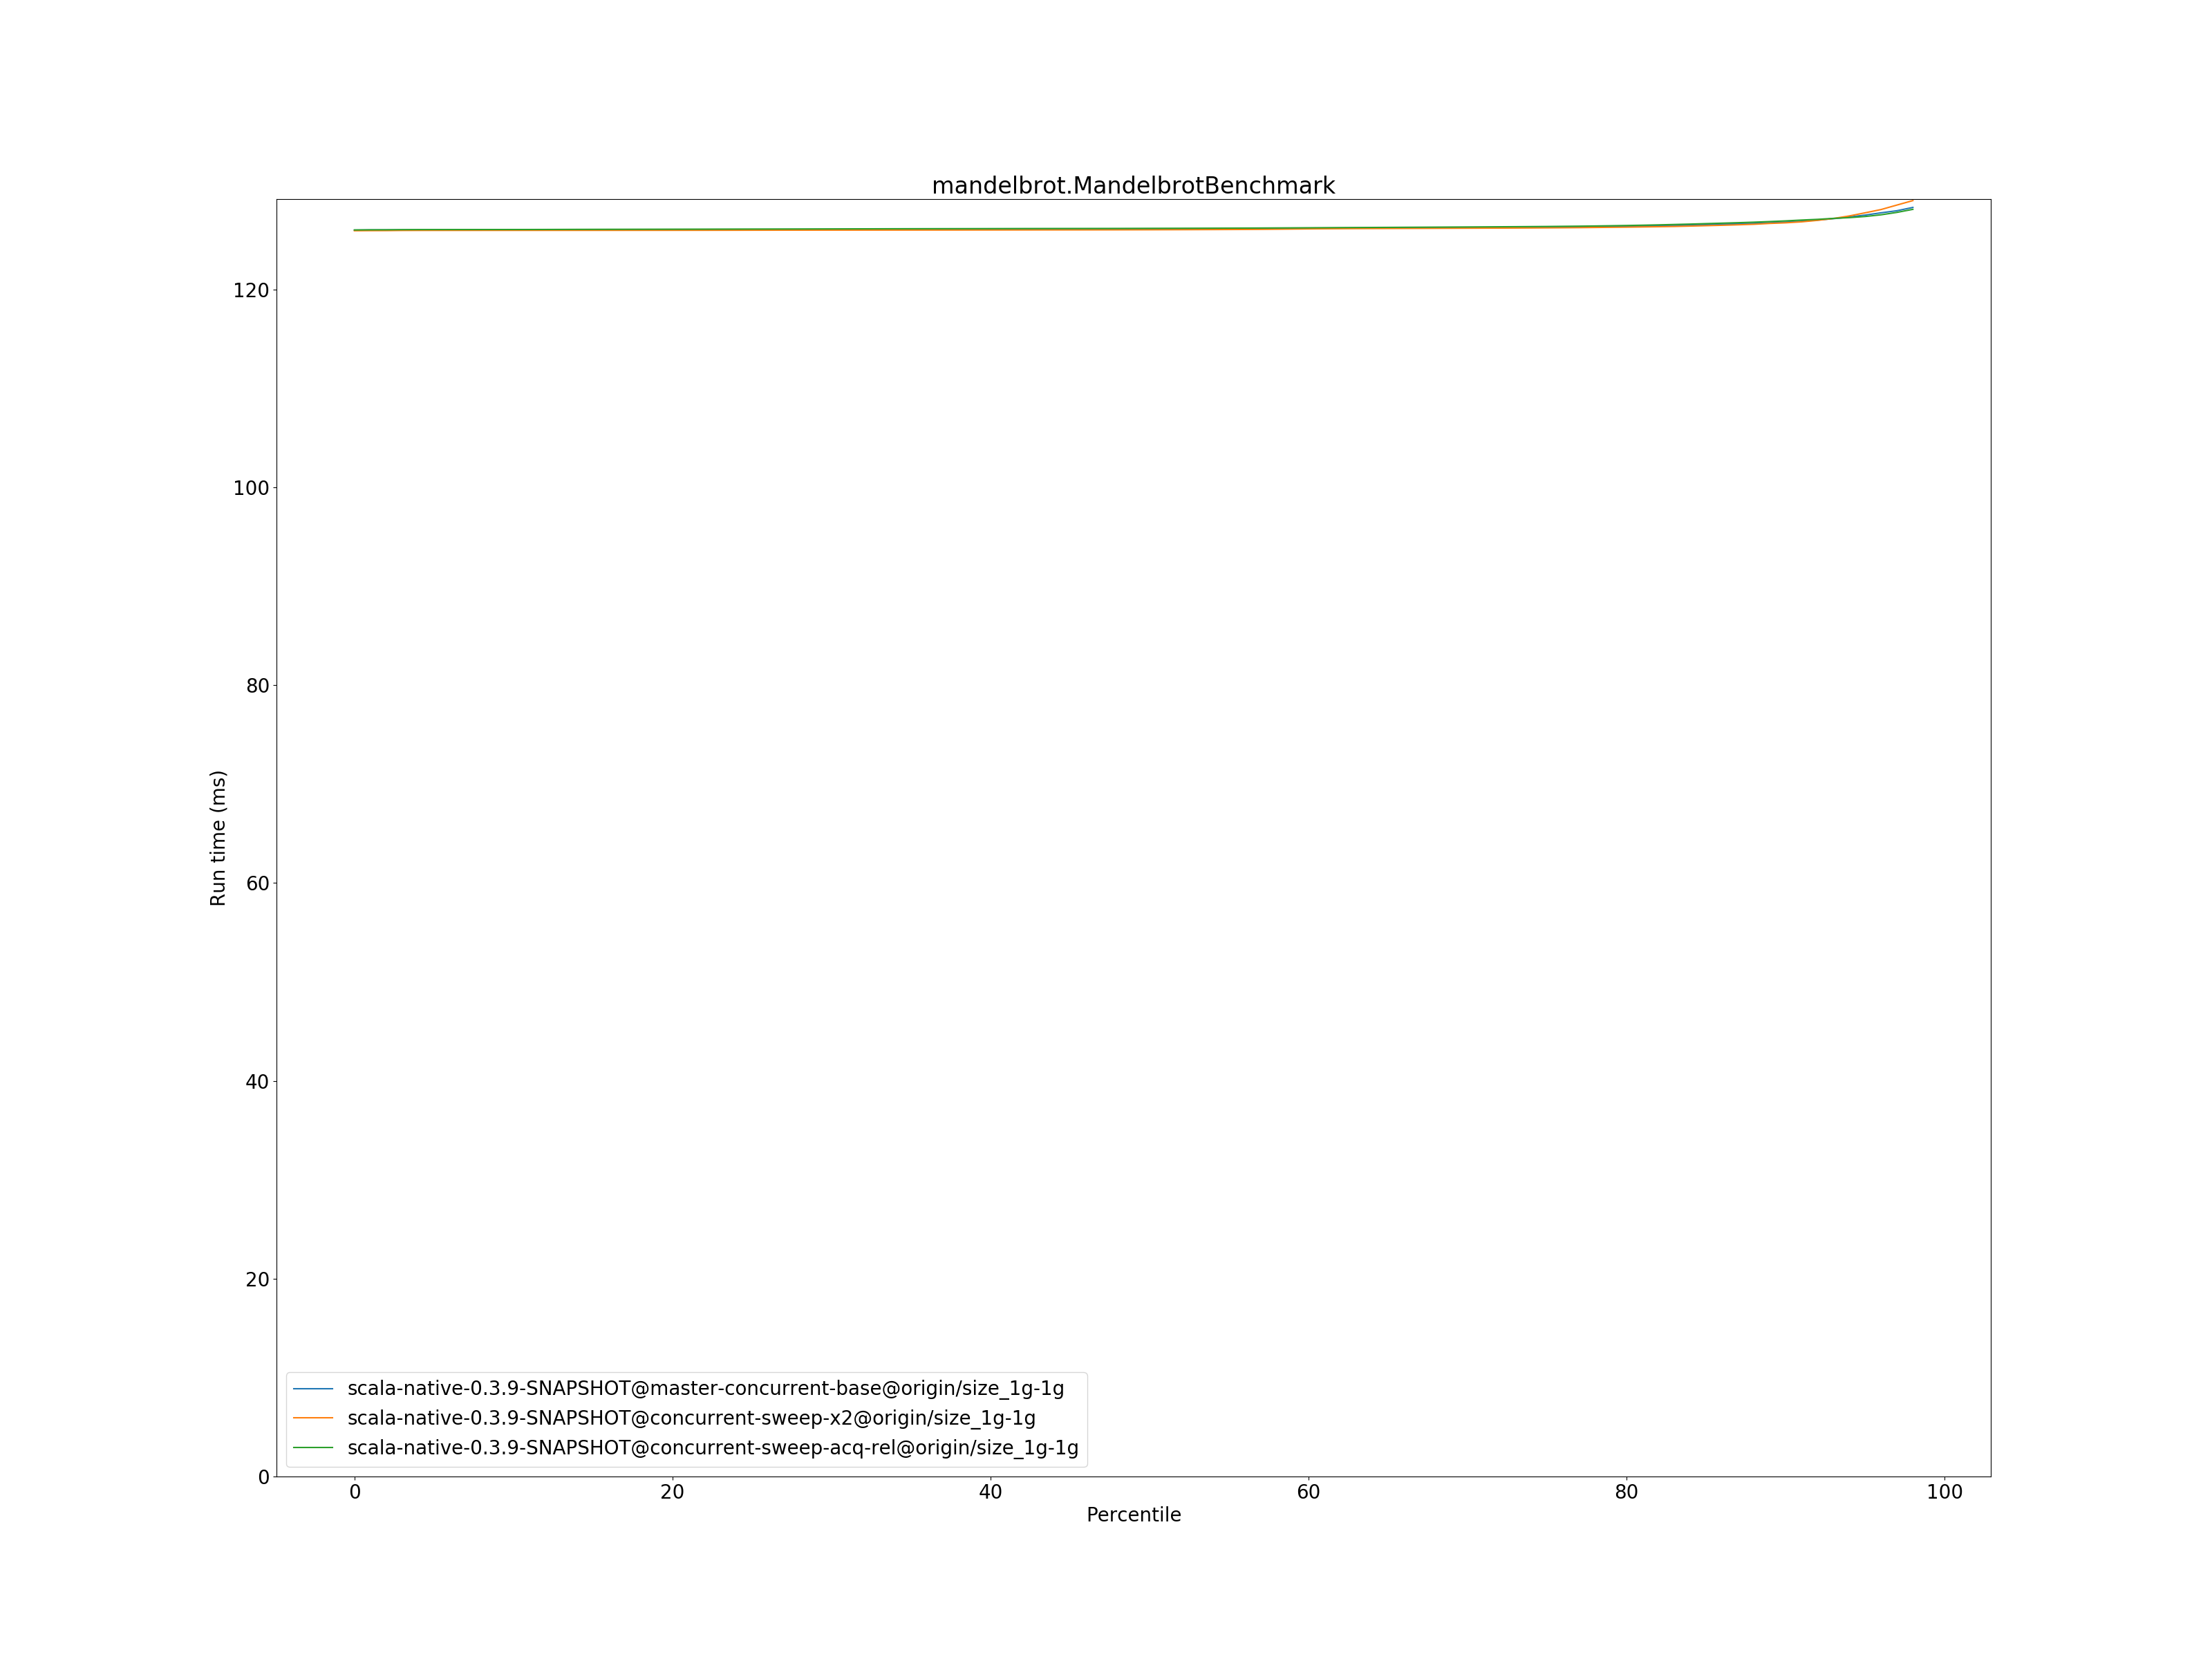 mandelbrot.MandelbrotBenchmark
120
100
80
60
40
20
0
Run time (ms)
scala-native-0.3.9-SNAPSHOT@master-concurrent-base@origin/size_1g-1g
scala-native-0.3.9-SNAPSHOT@concurrent-sweep-x2@origin/size_1g-1g
scala-native-0.3.9-SNAPSHOT@concurrent-sweep-acq-rel@origin/size_1g-1g
0 20 40 60 80 100
Percentile